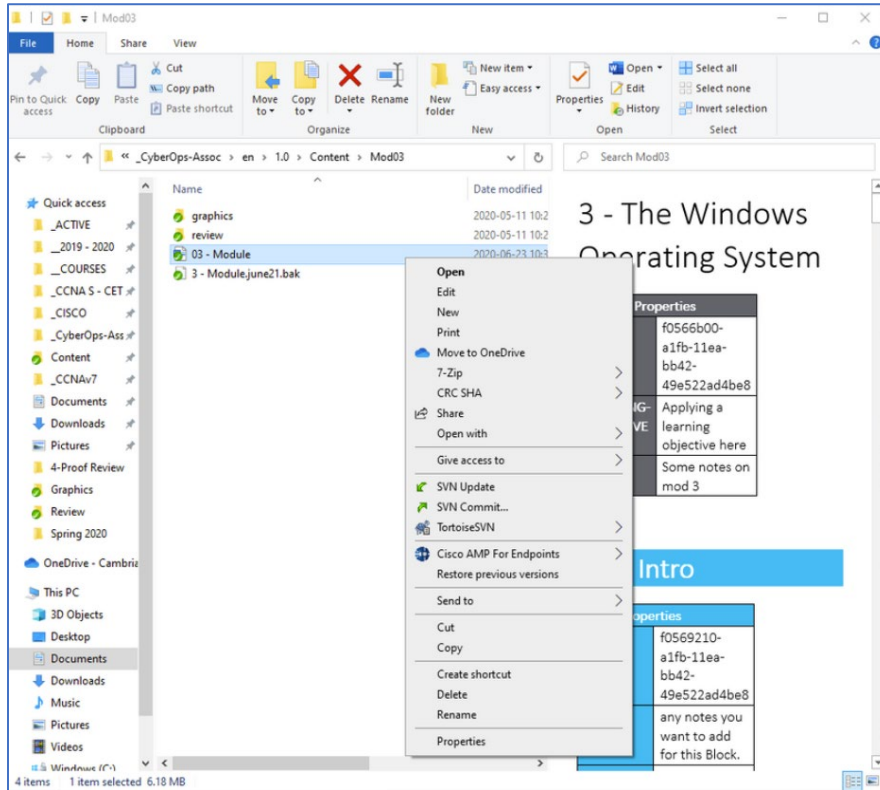 Mod03
File Home Share View
Pin to Quick access
Copy
Paste
Cut
Copy path
Paste shortcut
Clipboard
Move to
Copy to
Delete
Rename
Organize
New folder
New item
Easy access
New
Properties
Open
Edit
History
Open
Select all
Select none
Invert selection
Select
« _CyberOps-Assoc > en > 1.0 > Content > Mod03
Search Mod03
Quick access
_ACTIVE
__2019 - 2020
__COURSES
_CCNA S - CET
_CISCO
_CyberOps-Ass
Content
_CCNAv7
Documents
Downloads
Pictures
4-Proof Review
Graphics
Review
Spring 2020
OneDrive - Cambria
This PC
3D Objects
Desktop
Documents
Downloads
Music
Pictures
Videos
Windows (C:)
Name Date modified
graphics 2020-05-11 10:2
review 2020-05-11 10:2
03 - Module 2020-06-23 10:3
3 - Module.june21.bak
Open
Edit
New
Print
Move to OneDrive
7-Zip
CRC SHA
Share
Open with
Give access to
SVN Update
SVN Commit...
TortoiseSVN
Cisco AMP For Endpoints
Restore previous versions
Send to
Cut
Copy
Create shortcut
Delete
Rename
Properties
3 - The Windows
Operating System
Properties
f0566b00-
a1fb-11ea-
bb42-
49e522ad4be8
NG- Applying a
VE learning
objective here
Some notes on
mod 3
Intro
operties
f0569210-
a1fb-11ea-
bb42-
49e522ad4be8
any notes you
want to add
for this Block.
4 items 1 item selected 6.18 MB